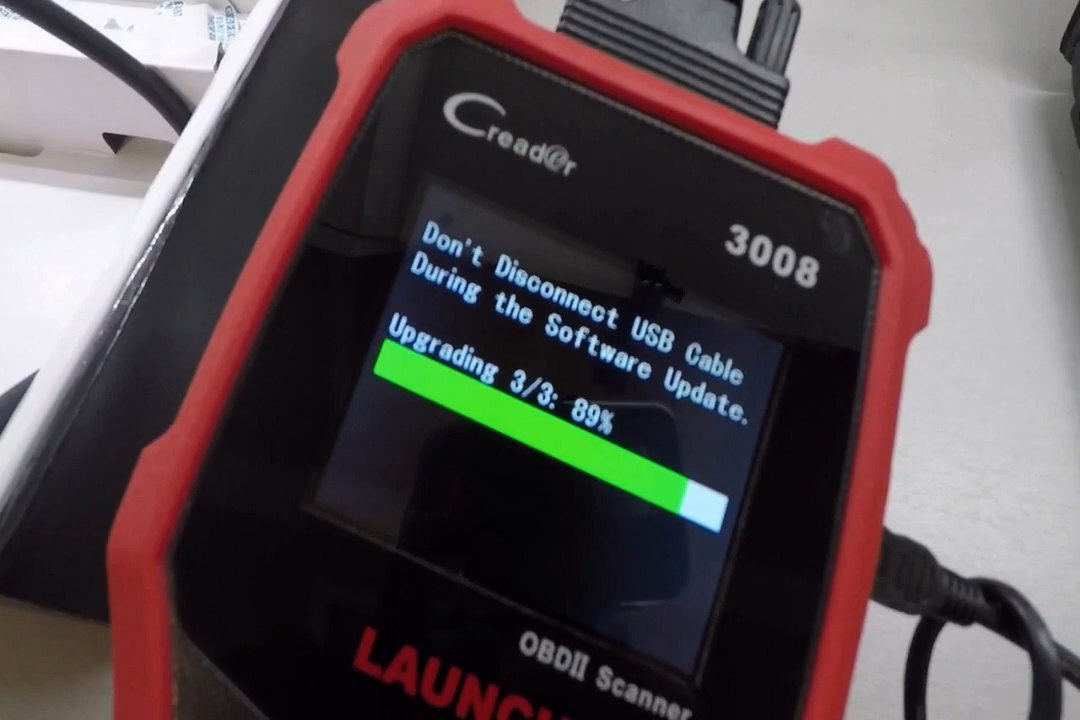 Cread@r
3008
Don't Disconnect USB Cable
During the Software Update.
Upgrading 3/3: 89%
OBDII Scanner
LAUNCH